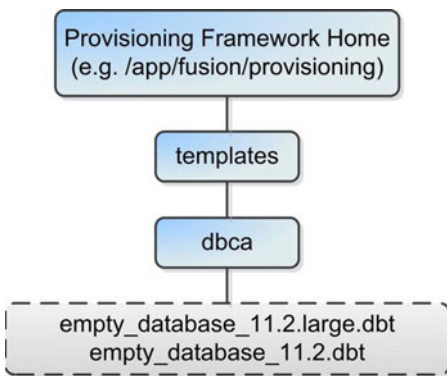 Provisioning Framework Home
(e.g. /app/fusion/provisioning)
templates
dbca
empty_database_11.2.large.dbt
empty_database_11.2.dbt